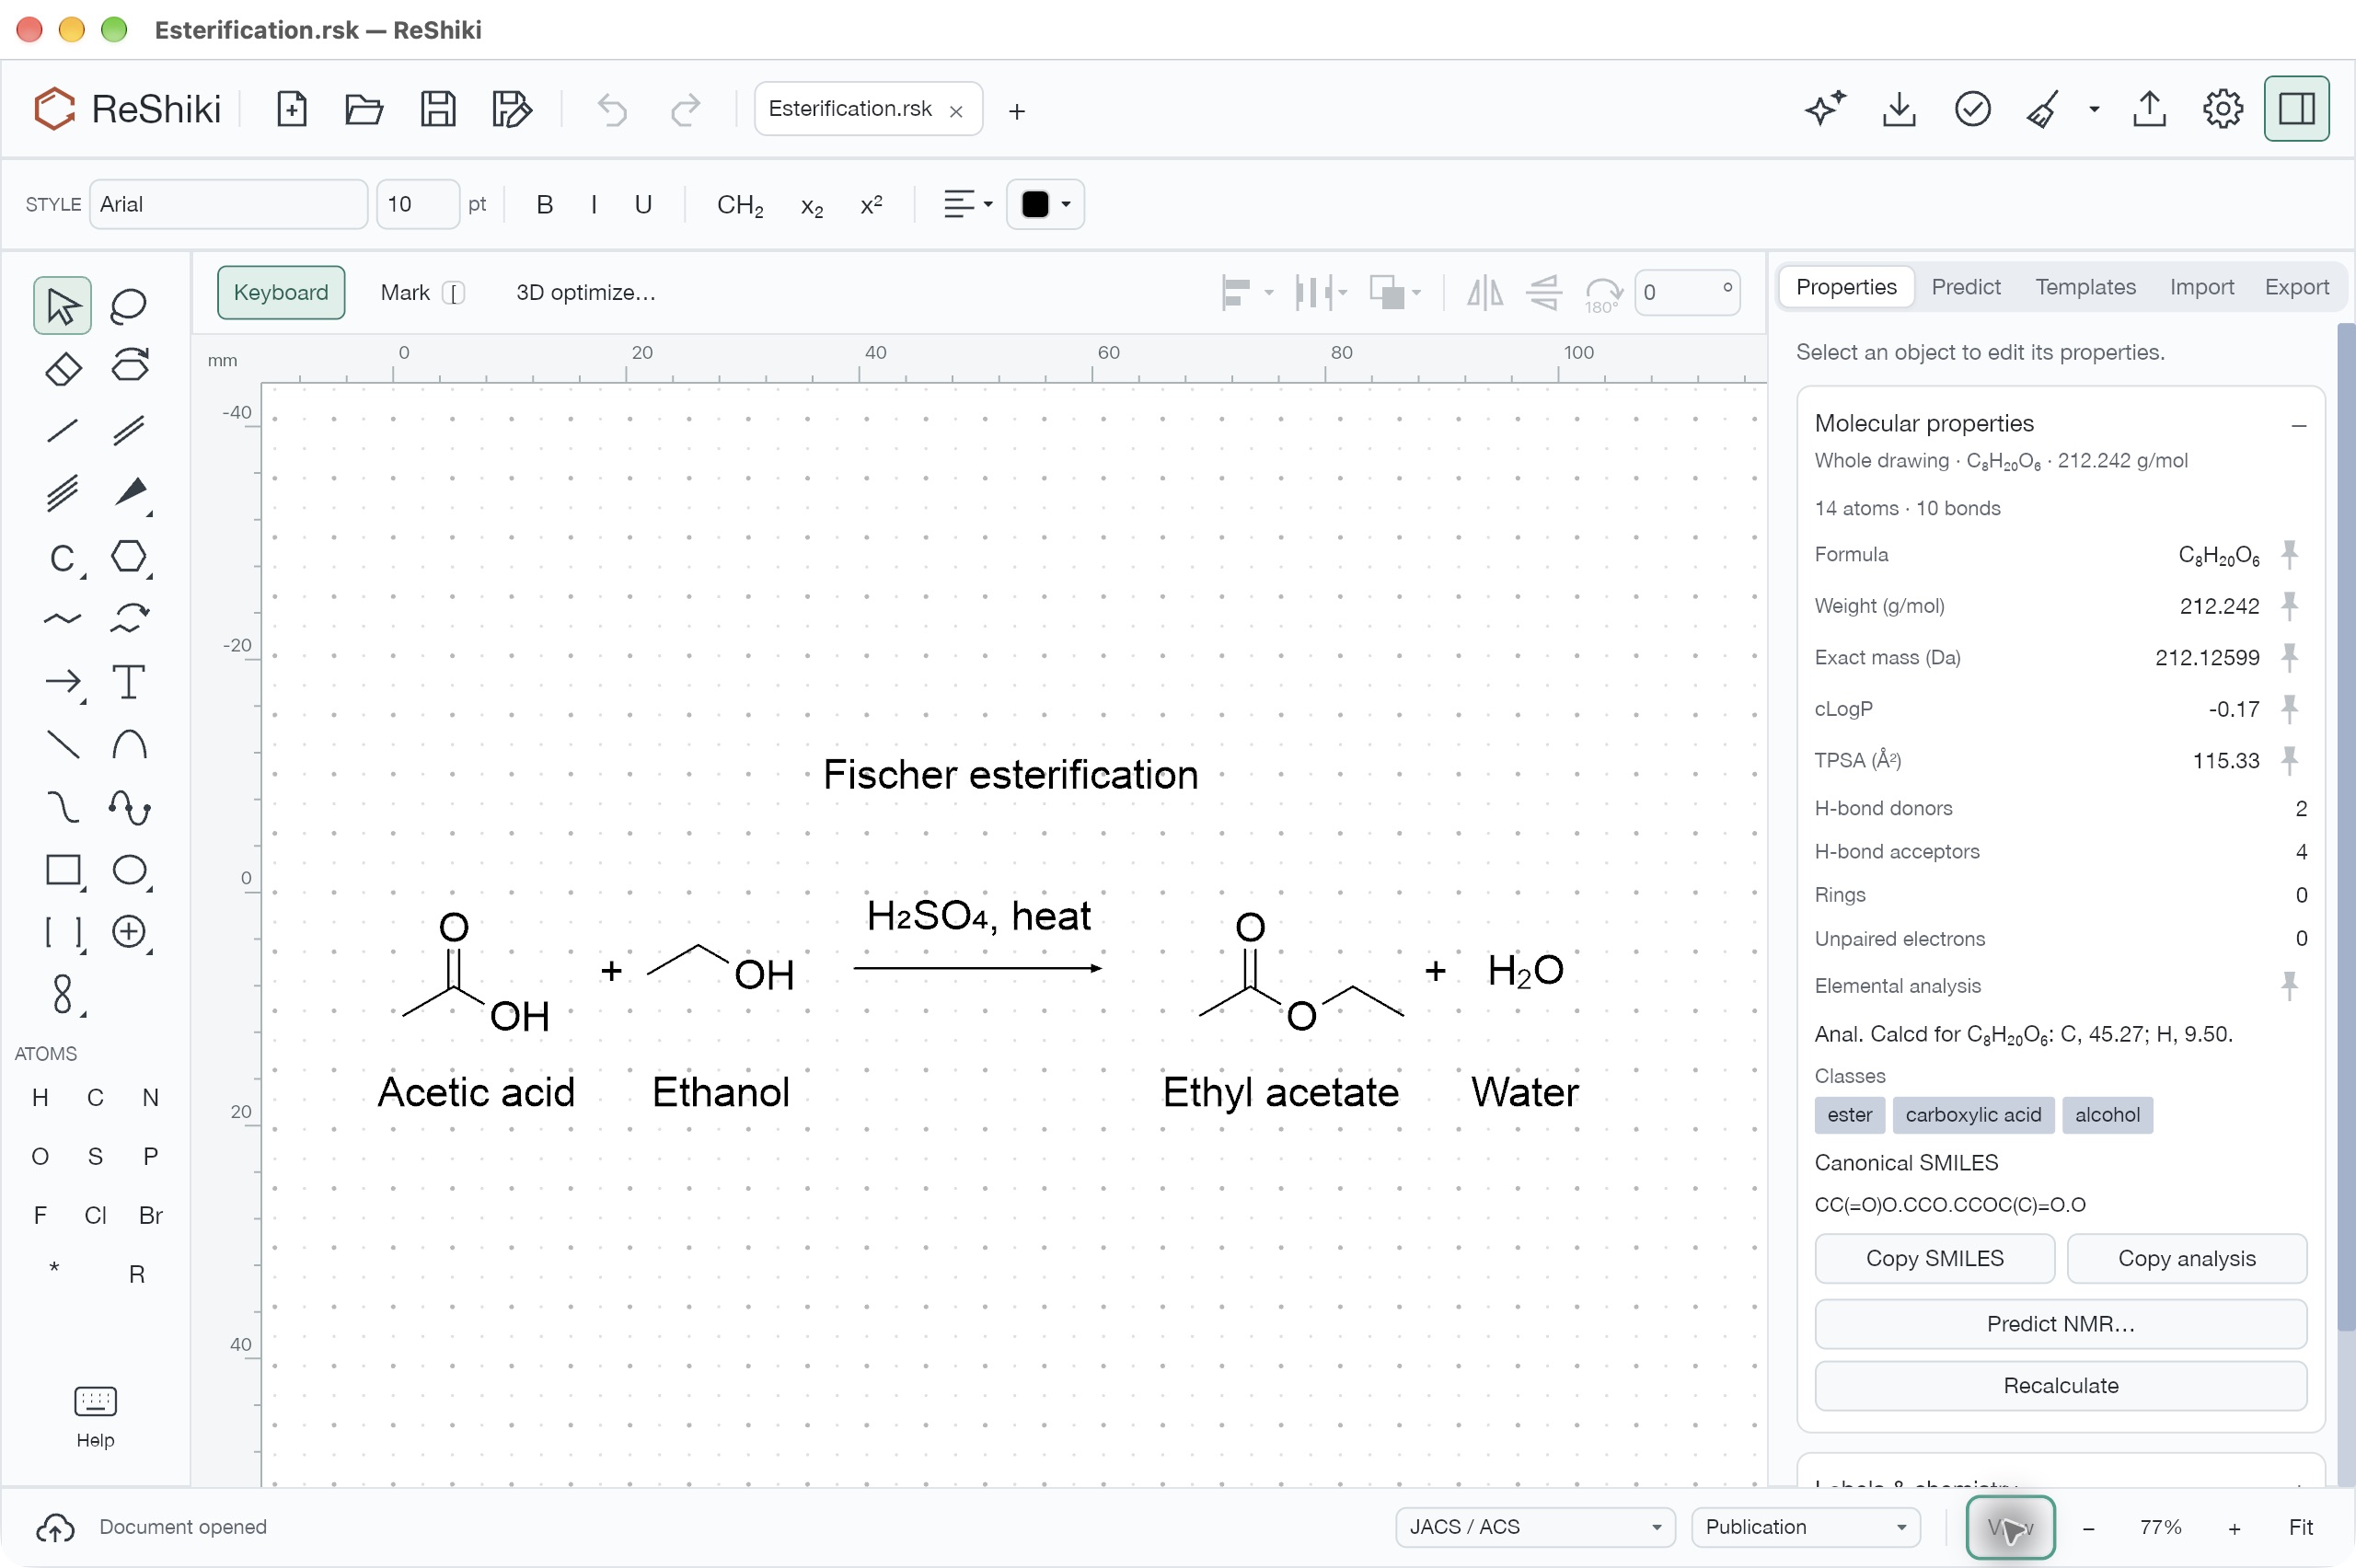 Esterification.rsk — ReShiki
ReShiki
Esterification.rsk × +
STYLE Arial 10 pt B I U CH₂ x₂ x²
Keyboard Mark [ 3D optimize...
180° 0 °
Properties Predict Templates Import Export
mm 0 20 40 60 80 100
-40
-20
0
20
40
Fischer esterification
H₂SO₄, heat
O OH + OH O O + H₂O
Acetic acid Ethanol Ethyl acetate Water
C
T
ATOMS
H C N
O S P
F Cl Br
* R
Help
Select an object to edit its properties.
Molecular properties –
Whole drawing · C₈H₂₀O₆ · 212.242 g/mol
14 atoms · 10 bonds
Formula C₈H₂₀O₆
Weight (g/mol) 212.242
Exact mass (Da) 212.12599
cLogP -0.17
TPSA (Å²) 115.33
H-bond donors 2
H-bond acceptors 4
Rings 0
Unpaired electrons 0
Elemental analysis
Anal. Calcd for C₈H₂₀O₆: C, 45.27; H, 9.50.
Classes
ester carboxylic acid alcohol
Canonical SMILES
CC(=O)O.CCO.CCOC(C)=O.O
Copy SMILES Copy analysis
Predict NMR...
Recalculate
Document opened JACS / ACS Publication – 77% + Fit